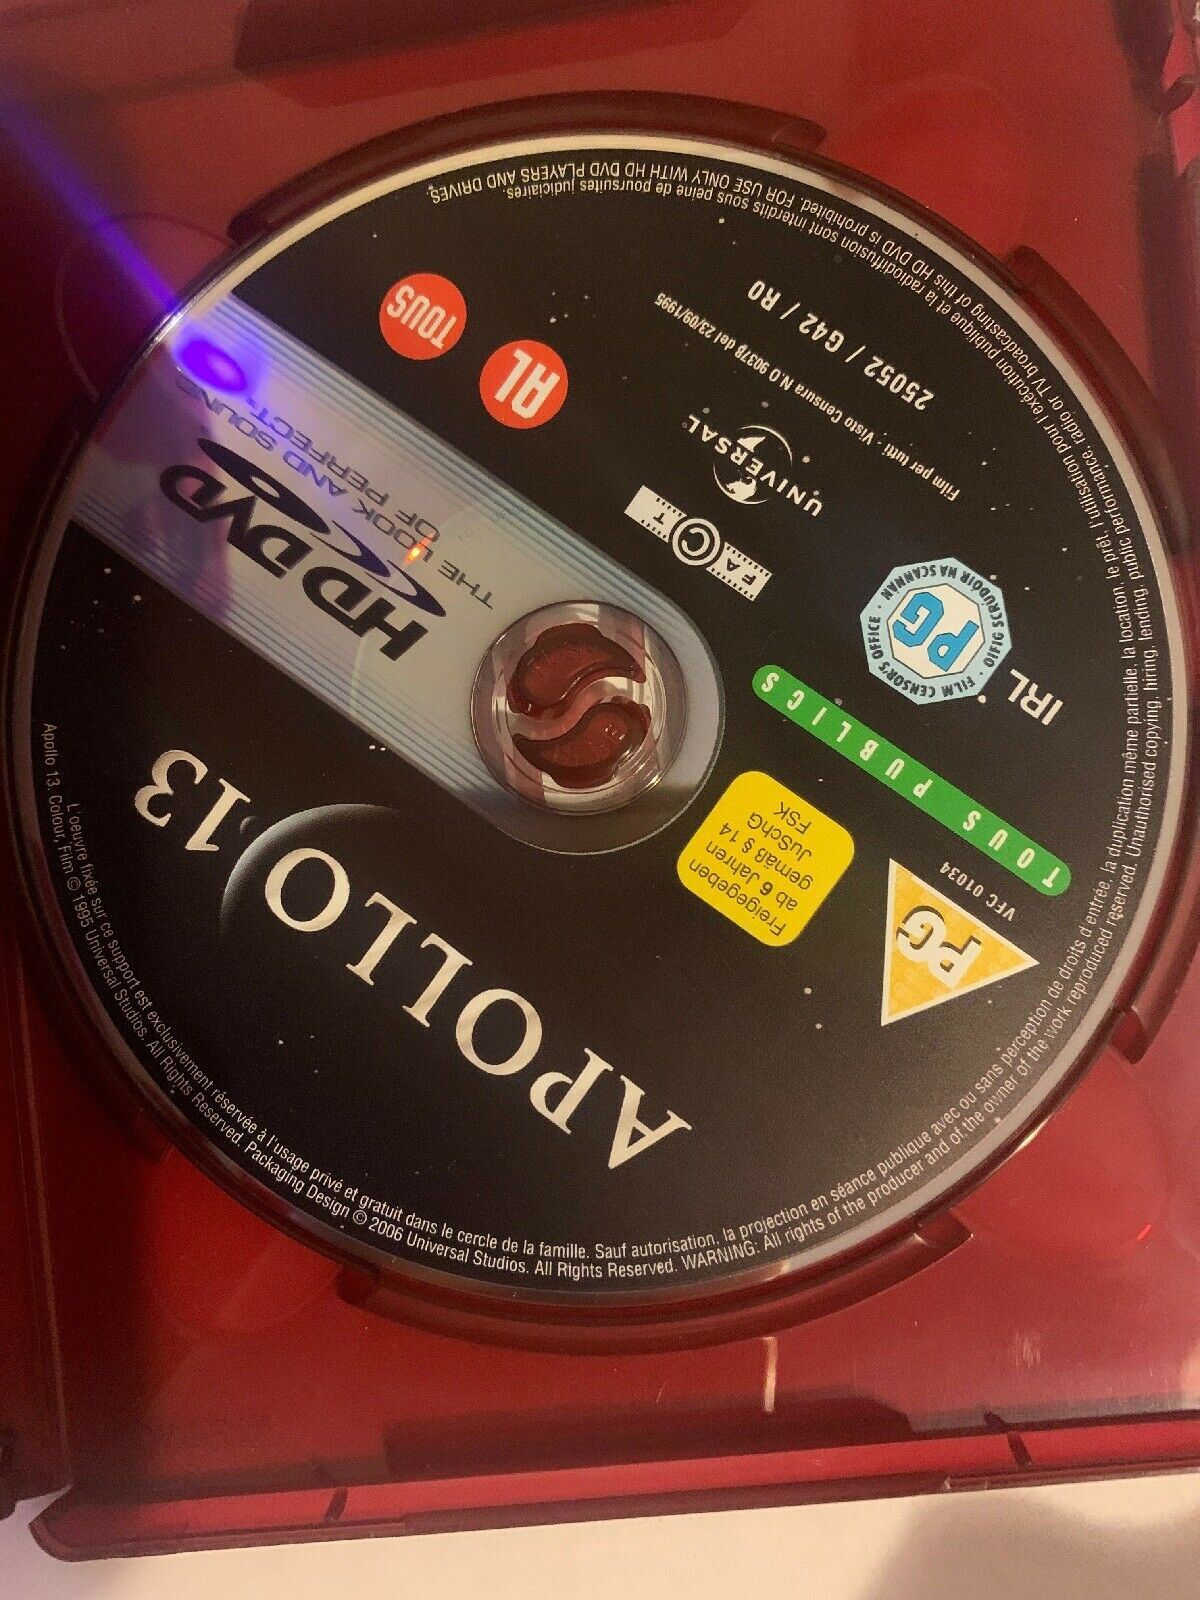 APOLLO 13
HD DVD
THE LOOK AND SOUND
OF PERFECT.
TOUS
AL
25052 / G42 / R0
Film per tutti - Visto Censura N.O 90378 del 23/09/1995
UNIVERSAL
FACT
IRL
FILM CENSOR'S OFFICE · OIFIG SCRÚDÓIR NA SCANNÁN ·
PG
TOUS PUBLICS
VFC 01034
PG
Freigegeben
ab 6 Jahren
gemäß § 14
JuSchG
FSK
Apollo 13. Colour, Film © 1995 Universal Studios. All Rights Reserved. Packaging Design © 2006 Universal Studios. All Rights Reserved. WARNING: All rights of the producer and of the owner of the work reproduced reserved. Unauthorised copying, hiring, lending, public performance, radio or TV broadcasting of this HD DVD is prohibited. FOR USE ONLY WITH HD DVD PLAYERS AND DRIVES.
L'oeuvre fixée sur ce support est exclusivement réservée à l'usage privé et gratuit dans le cercle de la famille. Sauf autorisation, la projection en séance publique avec ou sans perception de droits d'entrée, la duplication même partielle, la location, le prêt, l'utilisation pour l'exécution publique et la radiodiffusion sont interdits sous peine de poursuites judiciaires.